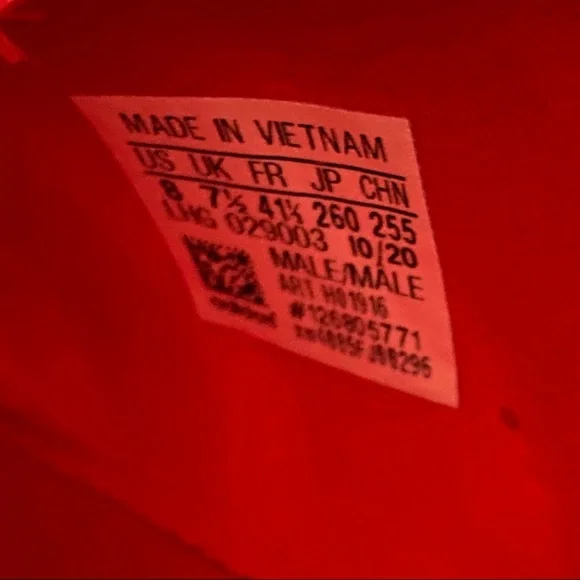 MADE IN VIETNAM
US UK FR JP CHN
8 7½ 41⅓ 260 255
LHG 029003 10/20
MALE/MALE
ART H01916
#126805771